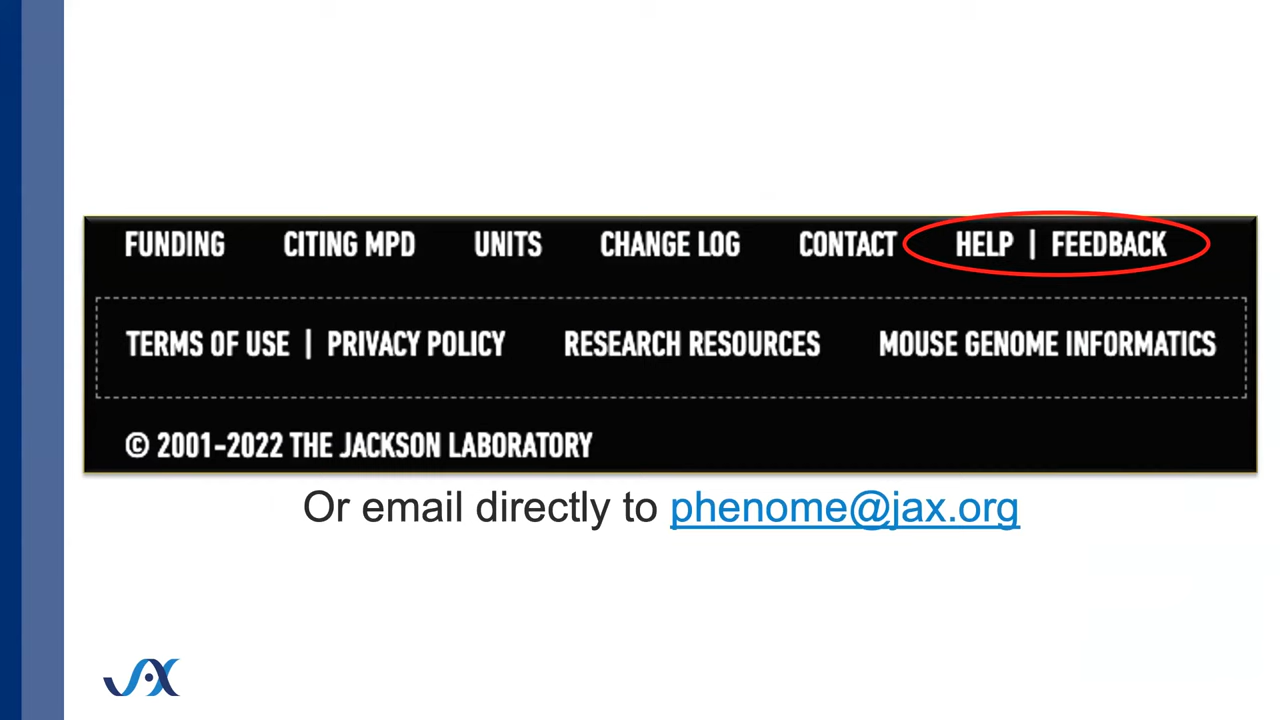 FUNDING CITING MPD UNITS CHANGE LOG CONTACT HELP | FEEDBACK
TERMS OF USE | PRIVACY POLICY RESEARCH RESOURCES MOUSE GENOME INFORMATICS
© 2001-2022 THE JACKSON LABORATORY
Or email directly to phenome@jax.org
JAX